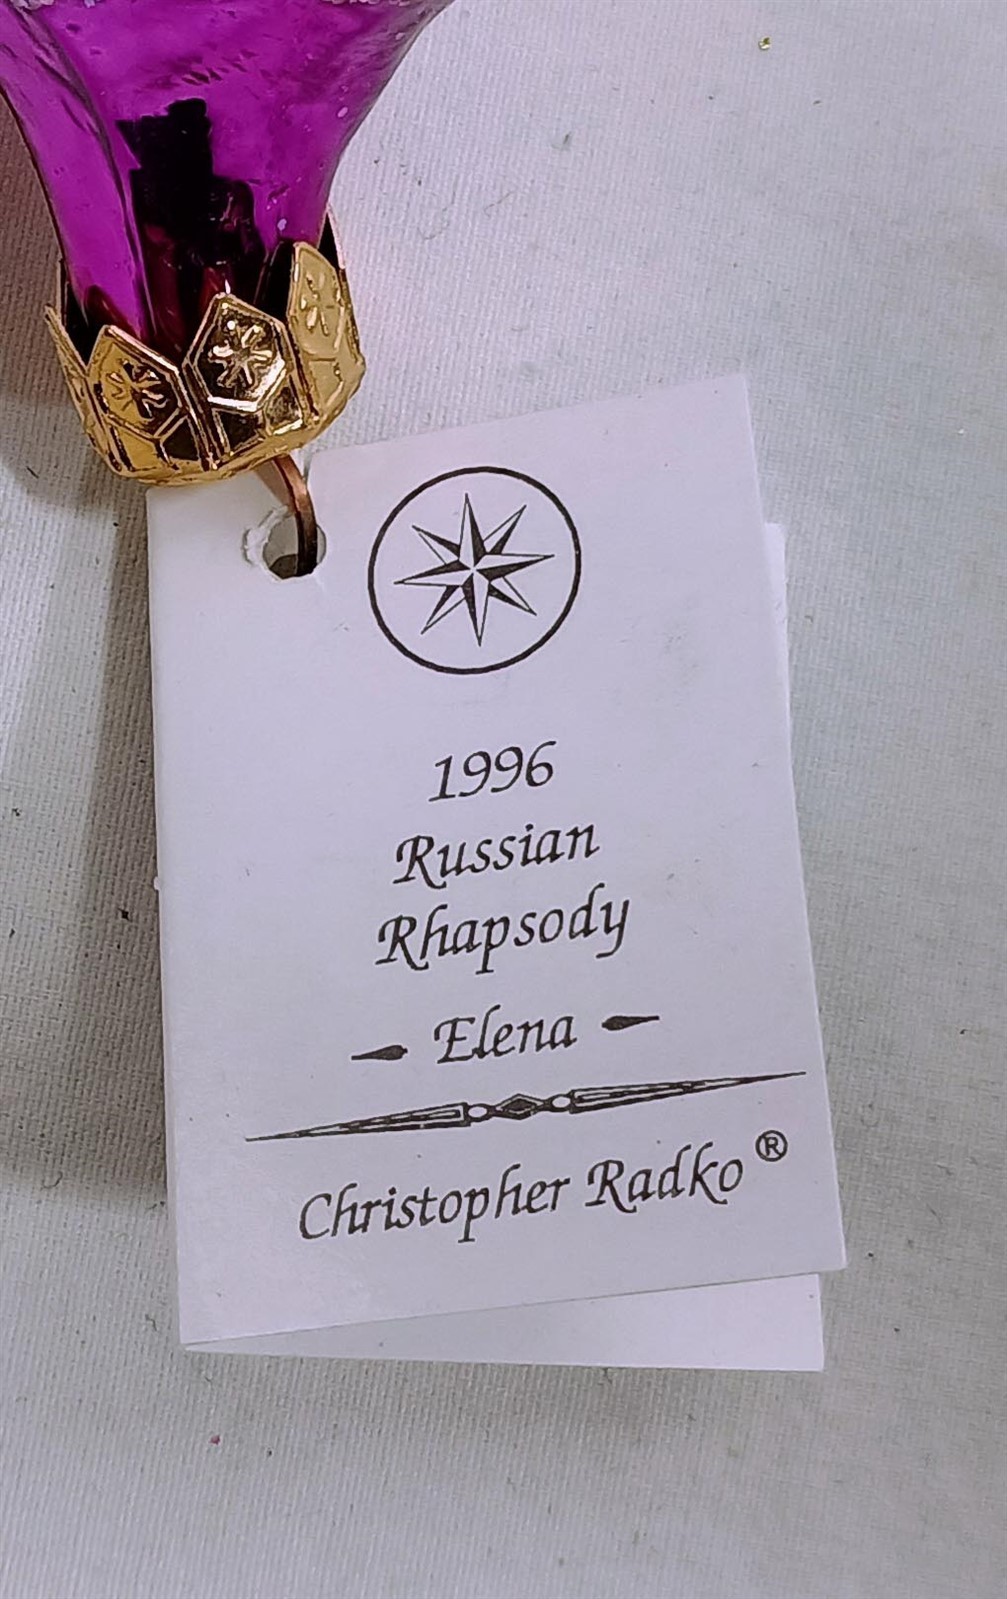 1996
Russian
Rhapsody
- Elena -
Christopher Radko ®